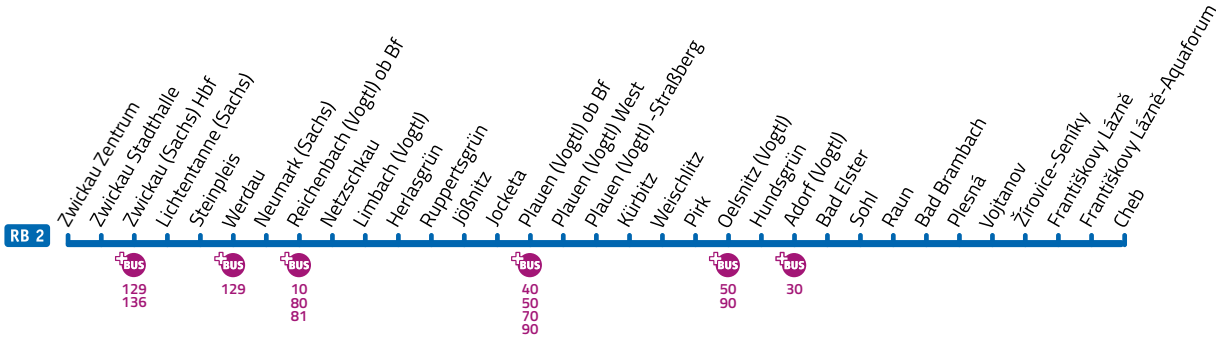 RB 2
Zwickau Zentrum
Zwickau Stadthalle
Zwickau (Sachs) Hbf
Lichtentanne (Sachs)
Steinpleis
Werdau
Neumark (Sachs)
Reichenbach (Vogtl) ob Bf
Netzschkau
Limbach (Vogtl)
Herlasgrün
Ruppertsgrün
Jößnitz
Jocketa
Plauen (Vogtl) ob Bf
Plauen (Vogtl) West
Plauen (Vogtl) -Straßberg
Kürbitz
Weischlitz
Pirk
Oelsnitz (Vogtl)
Hundsgrün
Adorf (Vogtl)
Bad Elster
Sohl
Raun
Bad Brambach
Plesná
Vojtanov
Žírovice-Seníky
Františkovy Lázně
Františkovy Lázně-Aquaforum
Cheb
+BUS
129
136
+BUS
129
+BUS
10
80
81
+BUS
40
50
70
90
+BUS
50
90
+BUS
30